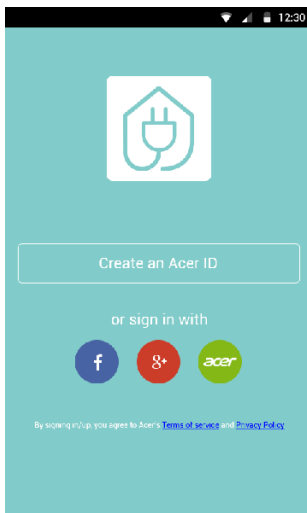 12:30
Create an Acer ID
or sign in with
f g+ acer
By signing in/up, you agree to Acer's Terms of service and Privacy Policy